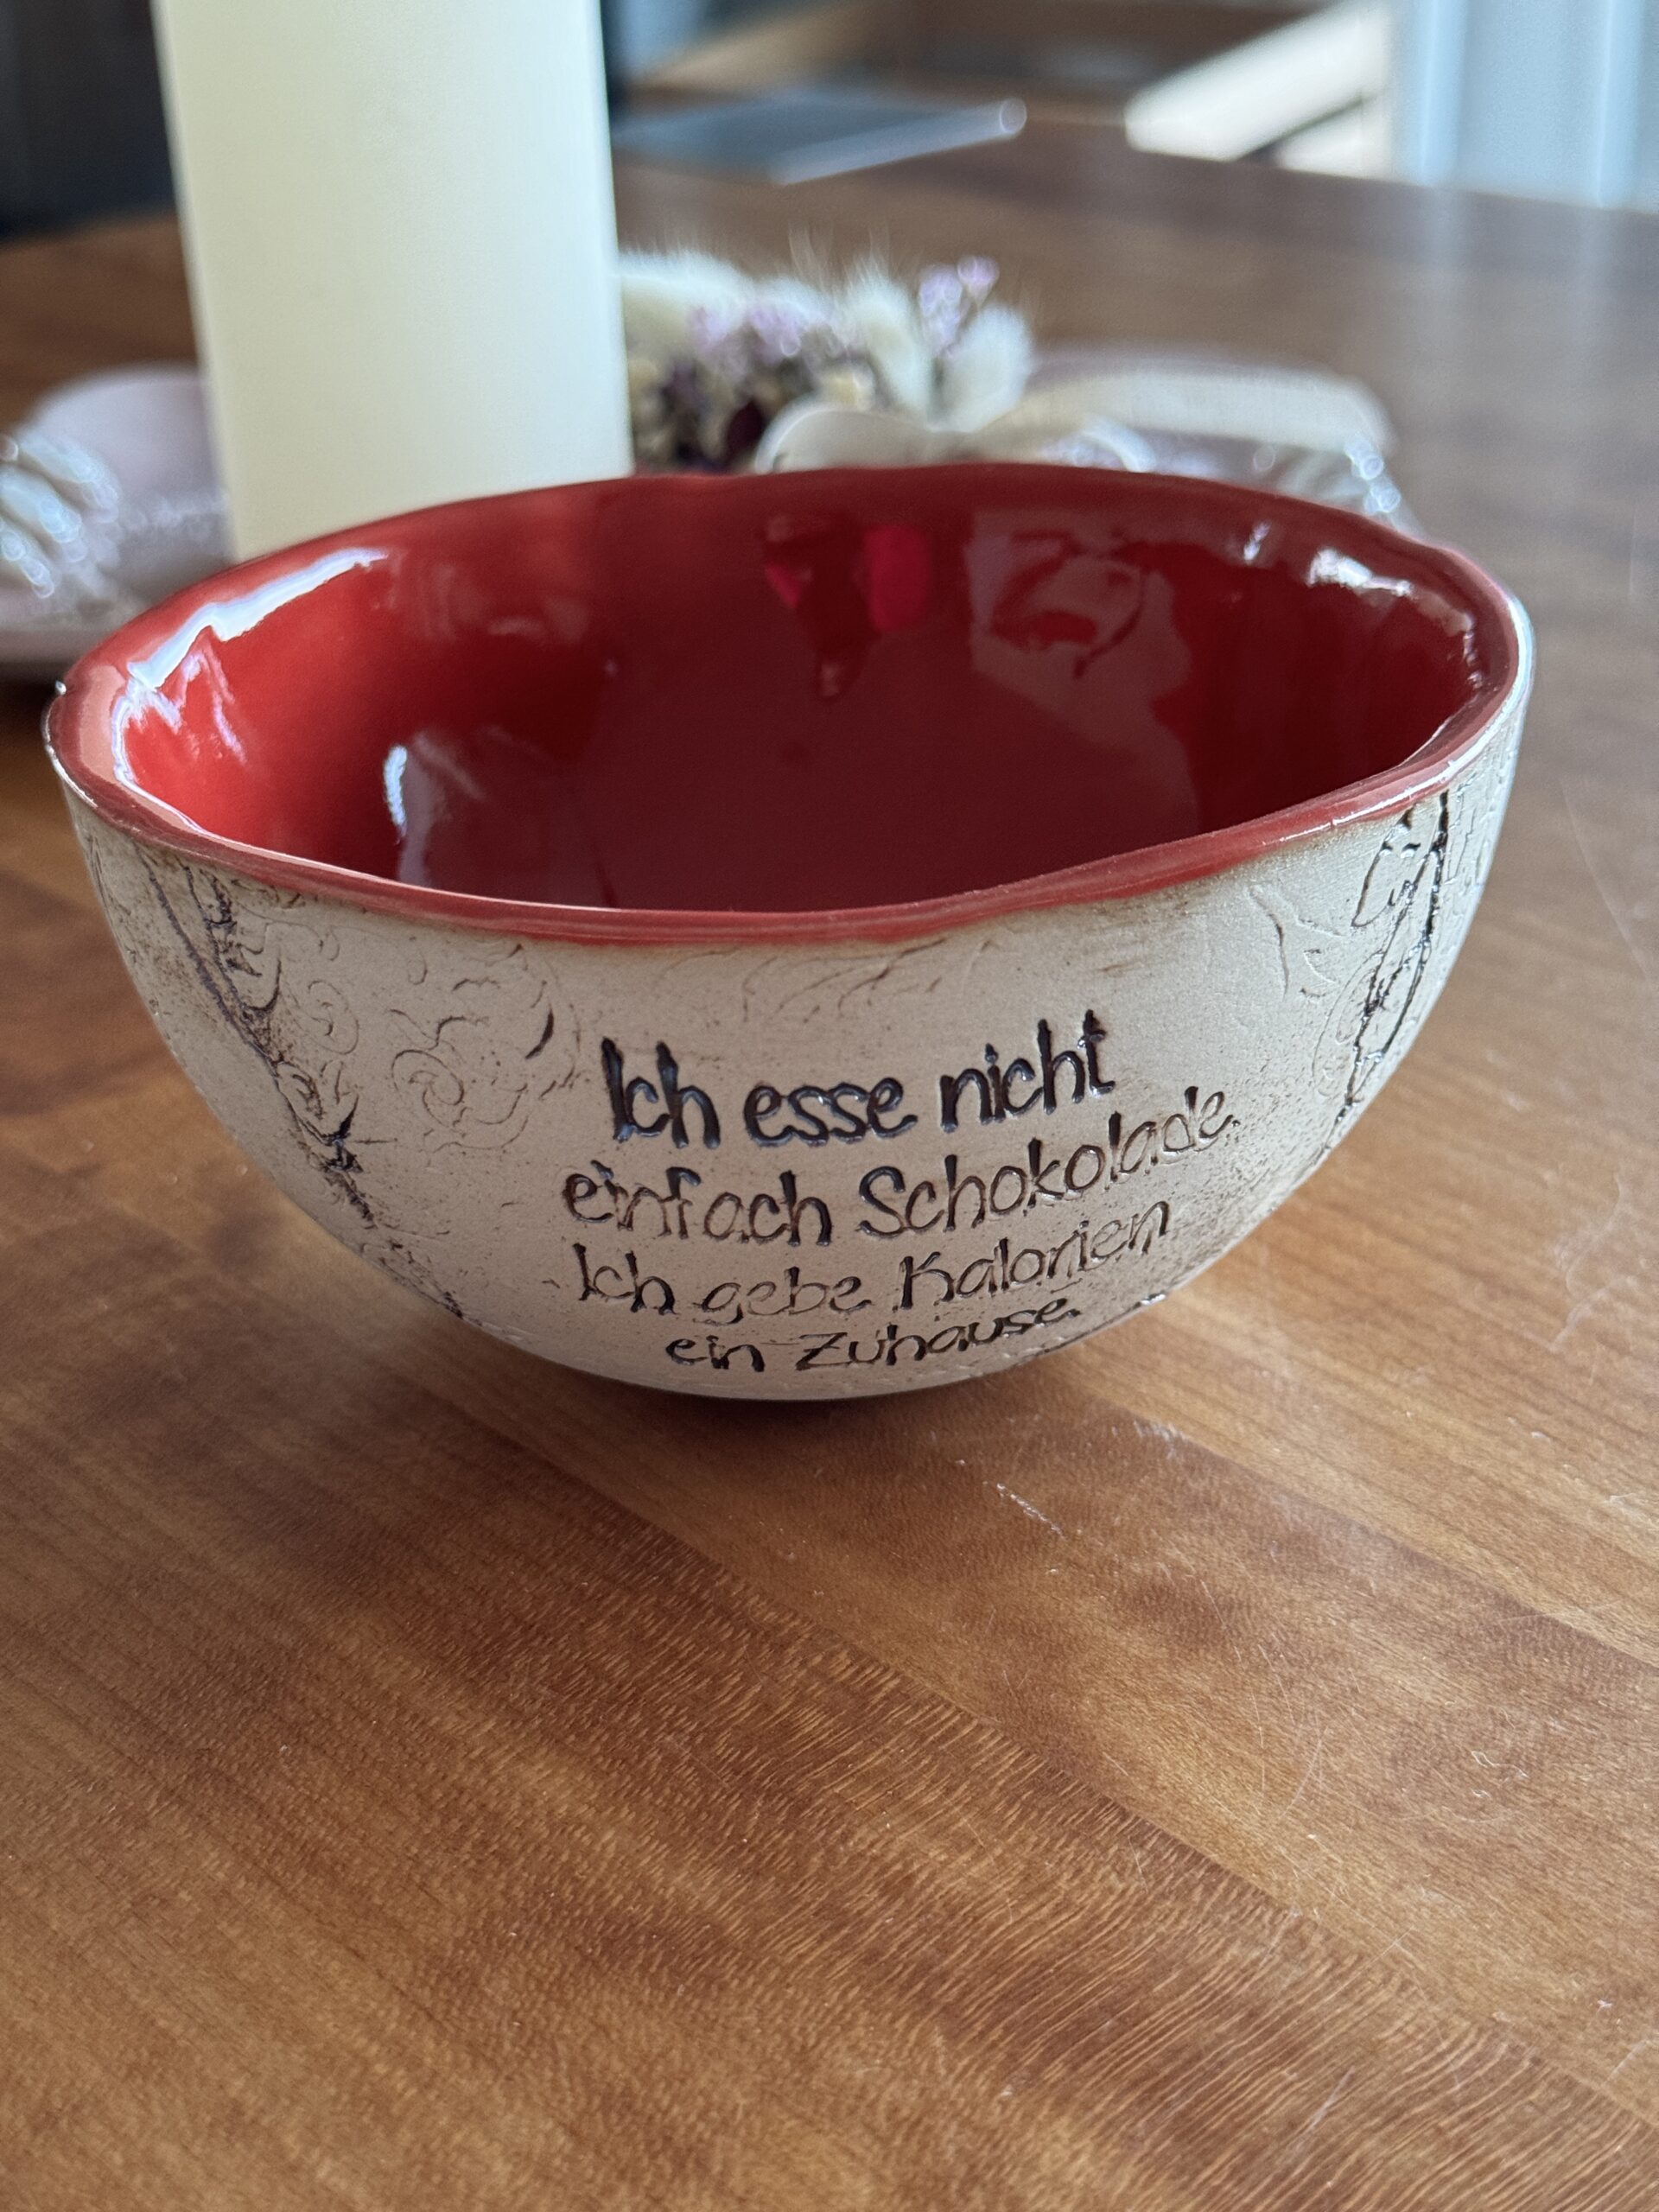 Ich esse nicht
einfach Schokolade.
Ich gebe Kalorien
ein Zuhause.